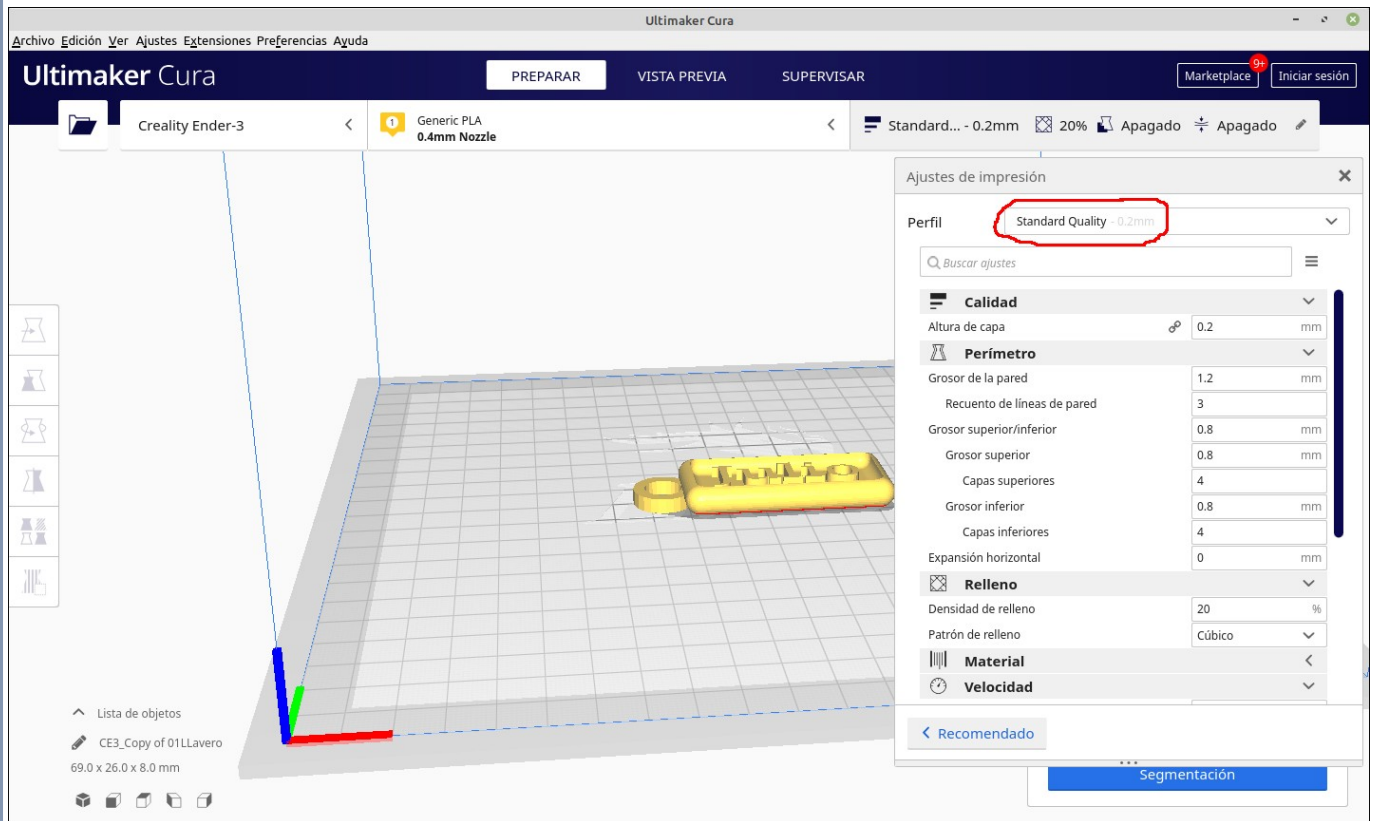 Ultimaker Cura
Archivo Edición Ver Ajustes Extensiones Preferencias Ayuda
Ultimaker Cura PREPARAR VISTA PREVIA SUPERVISAR Marketplace 9+ Iniciar sesión
Creality Ender-3 1 Generic PLA Standard... - 0.2mm 20% Apagado Apagado
0.4mm Nozzle
Ajustes de impresión
Perfil Standard Quality - 0.2mm
Buscar ajustes
Calidad
Altura de capa 0.2 mm
Perímetro
Grosor de la pared 1.2 mm
Recuento de líneas de pared 3
Grosor superior/inferior 0.8 mm
Grosor superior 0.8 mm
Capas superiores 4
Grosor inferior 0.8 mm
Capas inferiores 4
Expansión horizontal 0 mm
Relleno
Densidad de relleno 20 %
Patrón de relleno Cúbico
Material
Velocidad
Recomendado
Segmentación
Lista de objetos
CE3_Copy of 01LLavero
69.0 x 26.0 x 8.0 mm